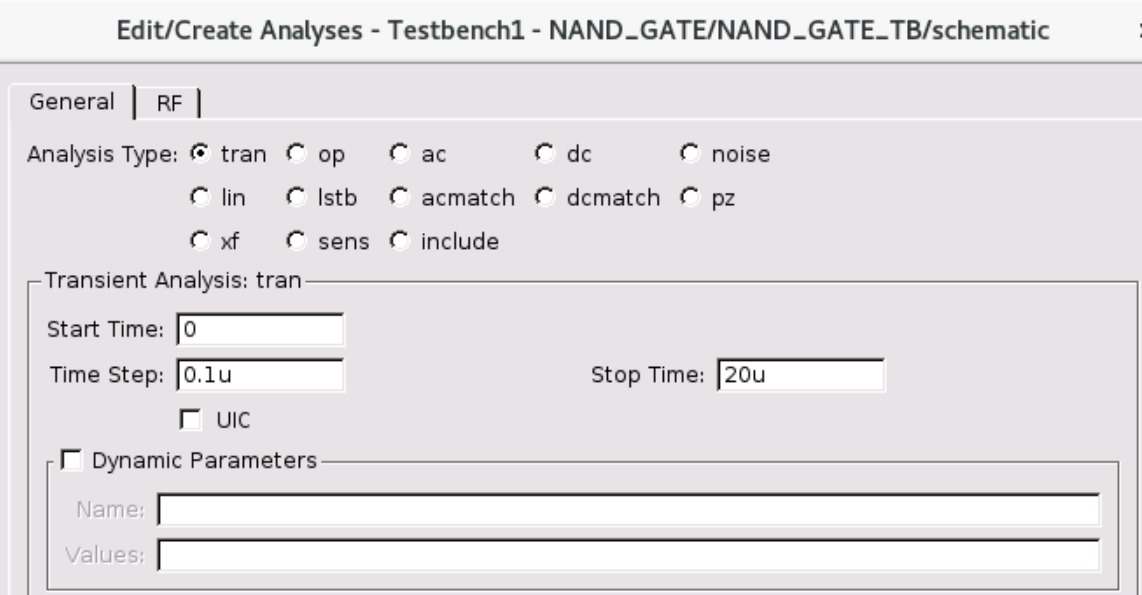 Edit/Create Analyses - Testbench1 - NAND_GATE/NAND_GATE_TB/schematic
General RF
Analysis Type: tran op ac dc noise
lin lstb acmatch dcmatch pz
xf sens include
Transient Analysis: tran
Start Time: 0
Time Step: 0.1u Stop Time: 20u
UIC
Dynamic Parameters
Name:
Values: